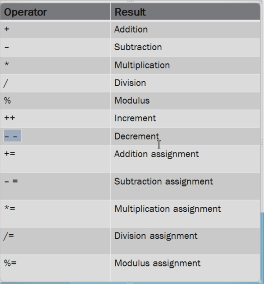 Operator Result
+ Addition
– Subtraction
* Multiplication
/ Division
% Modulus
++ Increment
– – Decrement
+= Addition assignment
– = Subtraction assignment
*= Multiplication assignment
/= Division assignment
%= Modulus assignment